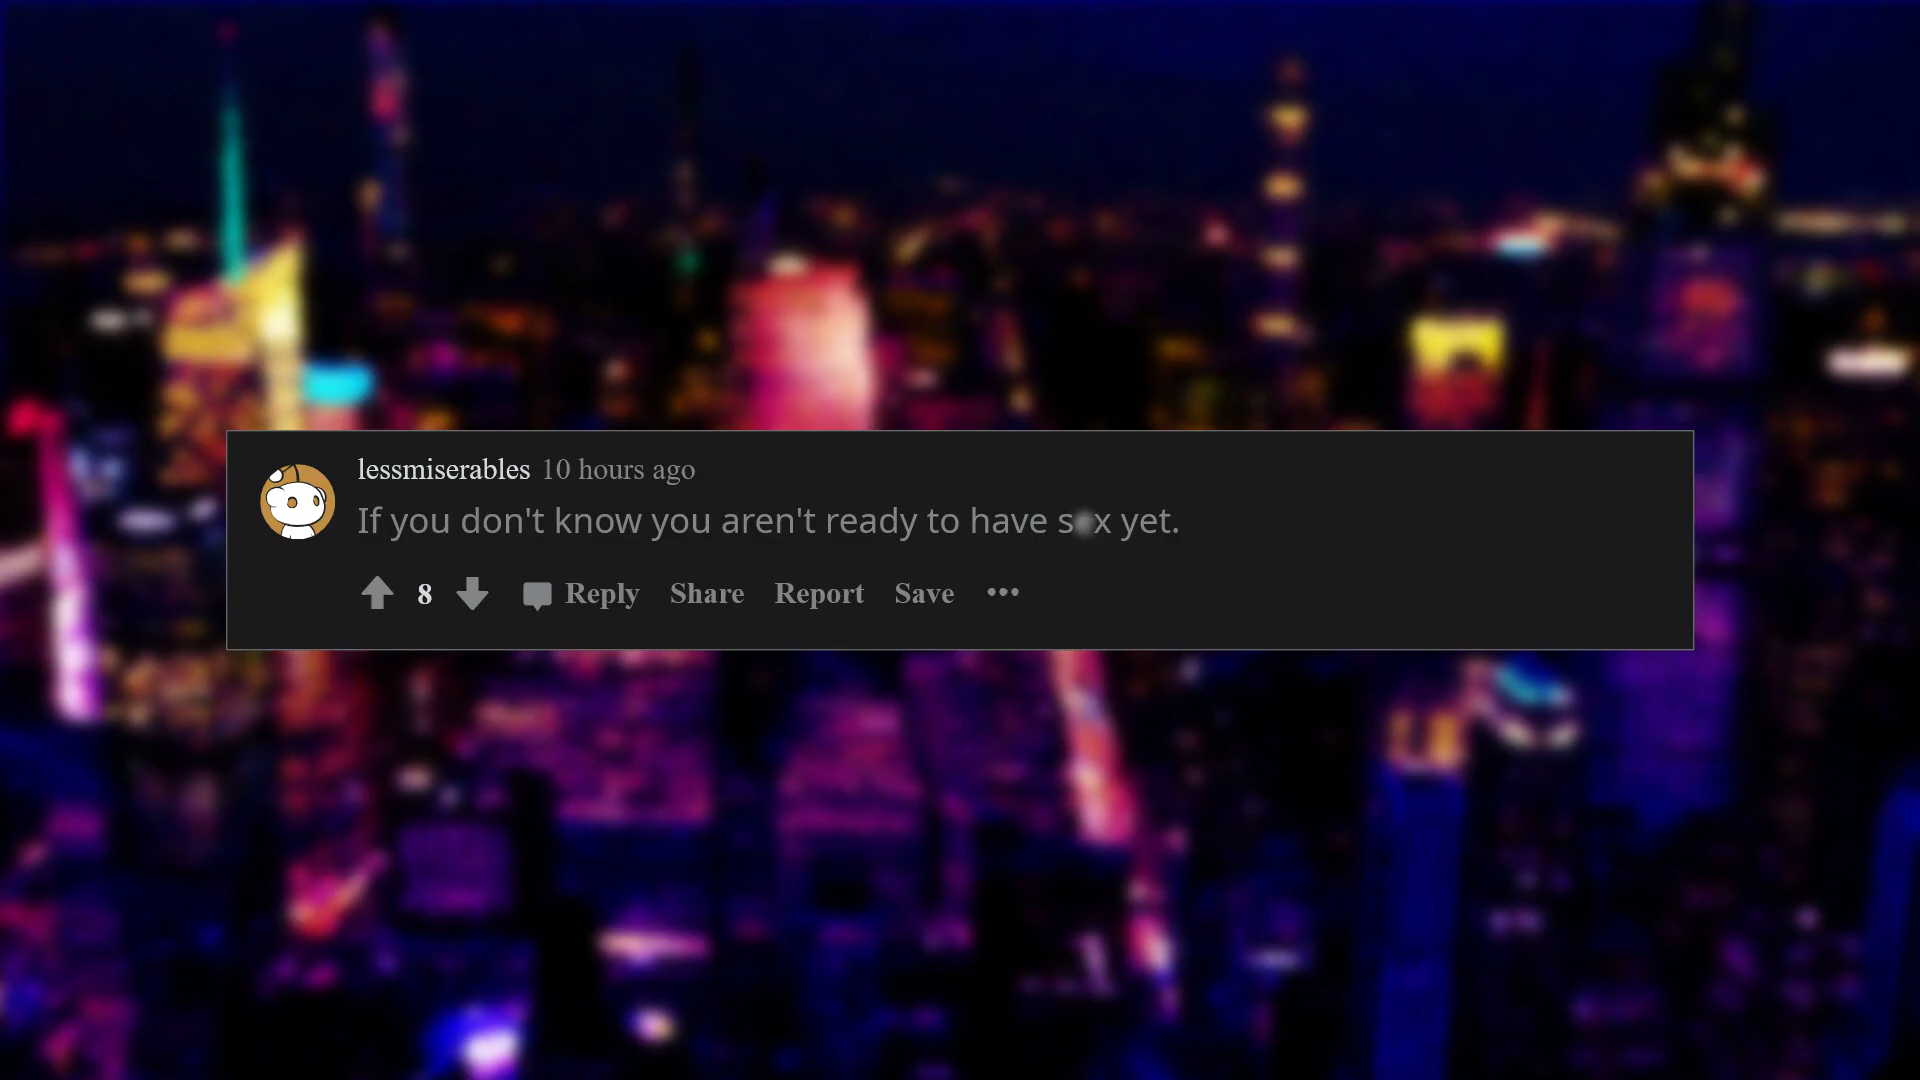 lessmiserables 10 hours ago
If you don't know you aren't ready to have s x yet.
8 Reply Share Report Save •••